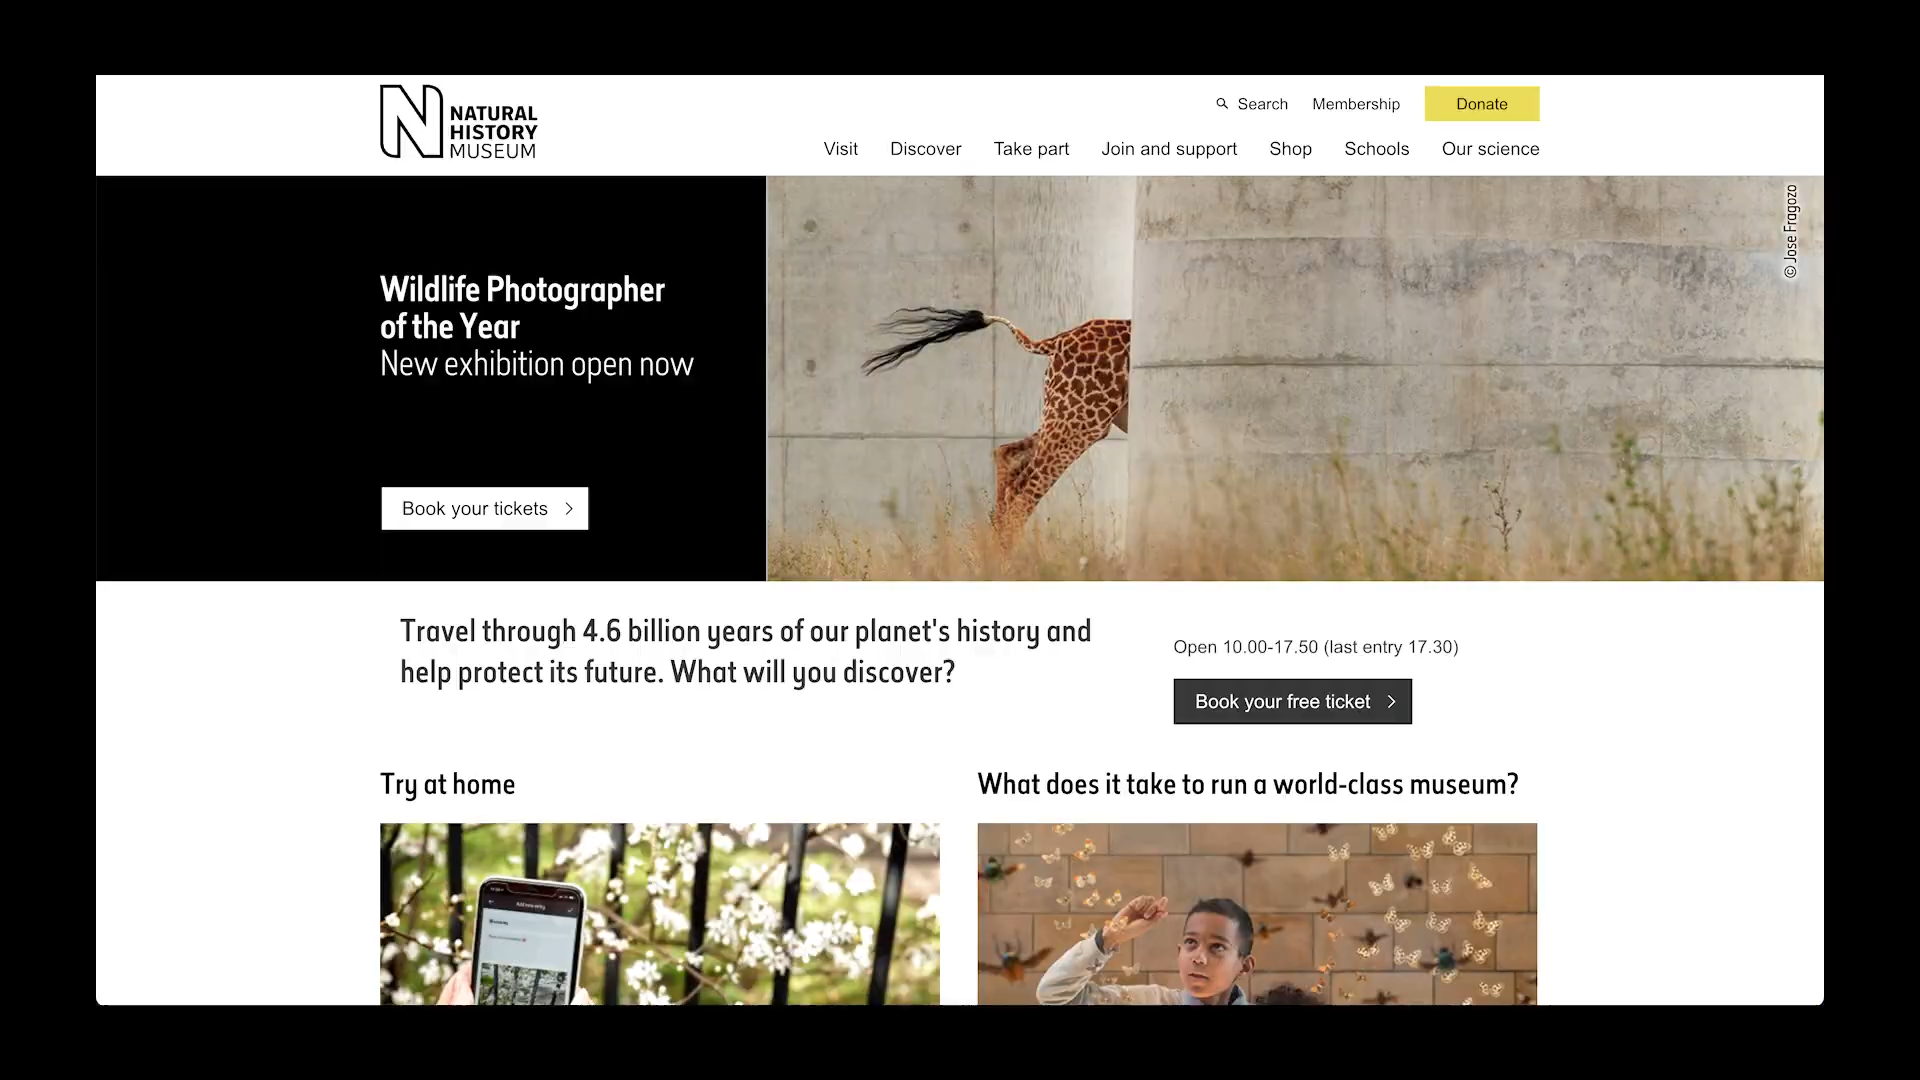 NATURAL
HISTORY
MUSEUM
Search Membership Donate
Visit Discover Take part Join and support Shop Schools Our science
Wildlife Photographer
of the Year
New exhibition open now
Book your tickets
© Jose Fragozo
Travel through 4.6 billion years of our planet's history and
help protect its future. What will you discover?
Open 10.00-17.50 (last entry 17.30)
Book your free ticket
Try at home
What does it take to run a world-class museum?
Add new entry